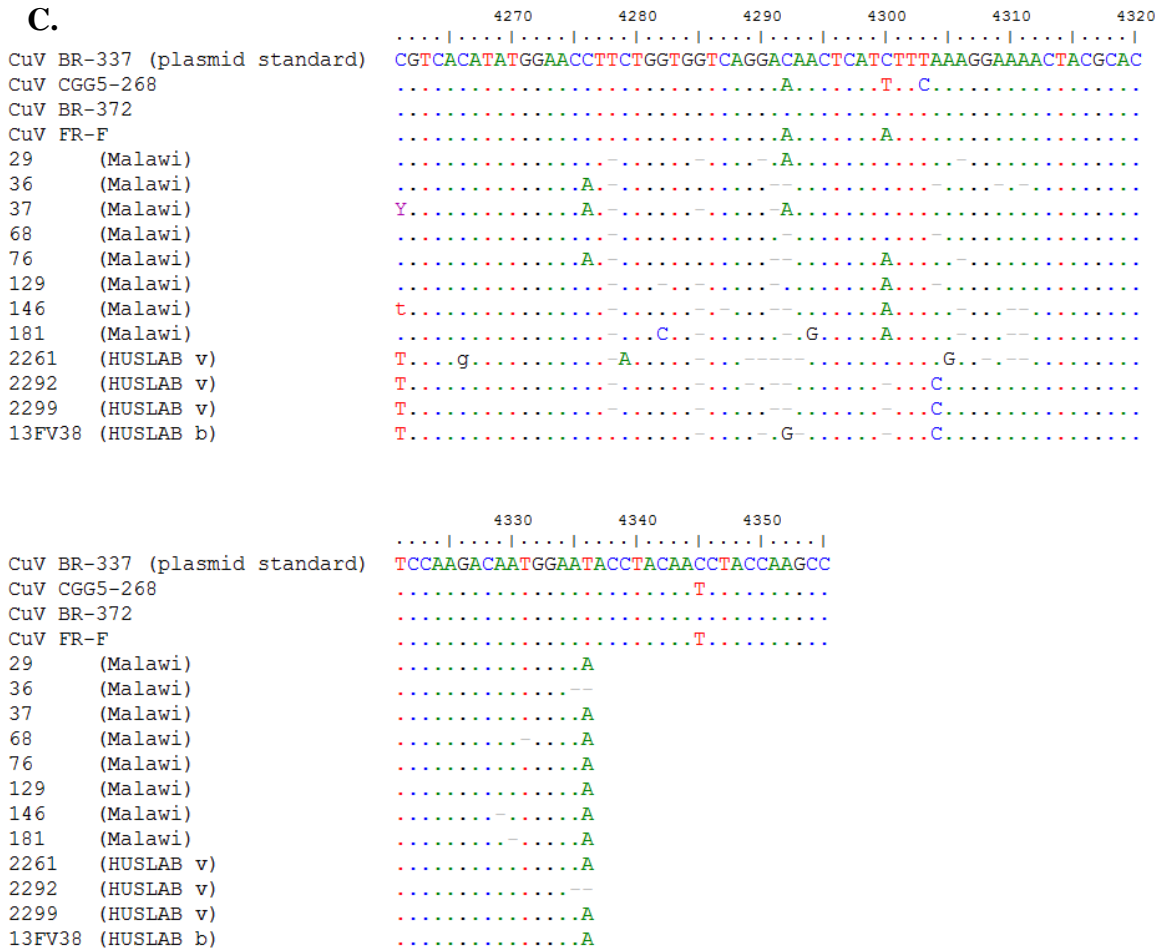 C.
4270 4280 4290 4300 4310 4320
....|....|....|....|....|....|....|....|....|....|....|....|
CuV BR-337 (plasmid standard) CGTCACATATGGAACCTTCTGGTGGTCAGGACAACTCATCTTTAAAGGAAAACTACGCAC
CuV CGG5-268 ...............................A.......T..C.................
CuV BR-372 ............................................................
CuV FR-F ...............................A.......A....................
29 (Malawi) .................-......-....-.A.............-..............
36 (Malawi) ...............A.-............--...........-....-.-.........
37 (Malawi) Y..............A.-......-.....-A............................
68 (Malawi) .................-.............-...........-................
76 (Malawi) ...............A.-............--.......A.....-..............
129 (Malawi) .................-...-..-.....-........A...-................
146 (Malawi) t................-......-.-...--.......A.....-...--.........
181 (Malawi) .................-...C..-.....--.G.....A.....-...--.........
2261 (HUSLAB v) T....g...........-A.....-...-----...........G..-.--.........
2292 (HUSLAB v) T................-......-...-.--.......-...C................
2299 (HUSLAB v) T................-......-.....--.......-...C................
13FV38 (HUSLAB b) T.......................-....-.G-......-...C................
4330 4340 4350
....|....|....|....|....|....|....|
CuV BR-337 (plasmid standard) TCCAAGACAATGGAATACCTACAACCTACCAAGCC
CuV CGG5-268 ........................T..........
CuV BR-372 ...................................
CuV FR-F ........................T..........
29 (Malawi) ...............A
36 (Malawi) ..............--
37 (Malawi) ...............A
68 (Malawi) ..........-....A
76 (Malawi) ...............A
129 (Malawi) ...............A
146 (Malawi) ........-......A
181 (Malawi) .........-.....A
2261 (HUSLAB v) ...............A
2292 (HUSLAB v) ..............--
2299 (HUSLAB v) ...............A
13FV38 (HUSLAB b) ...............A